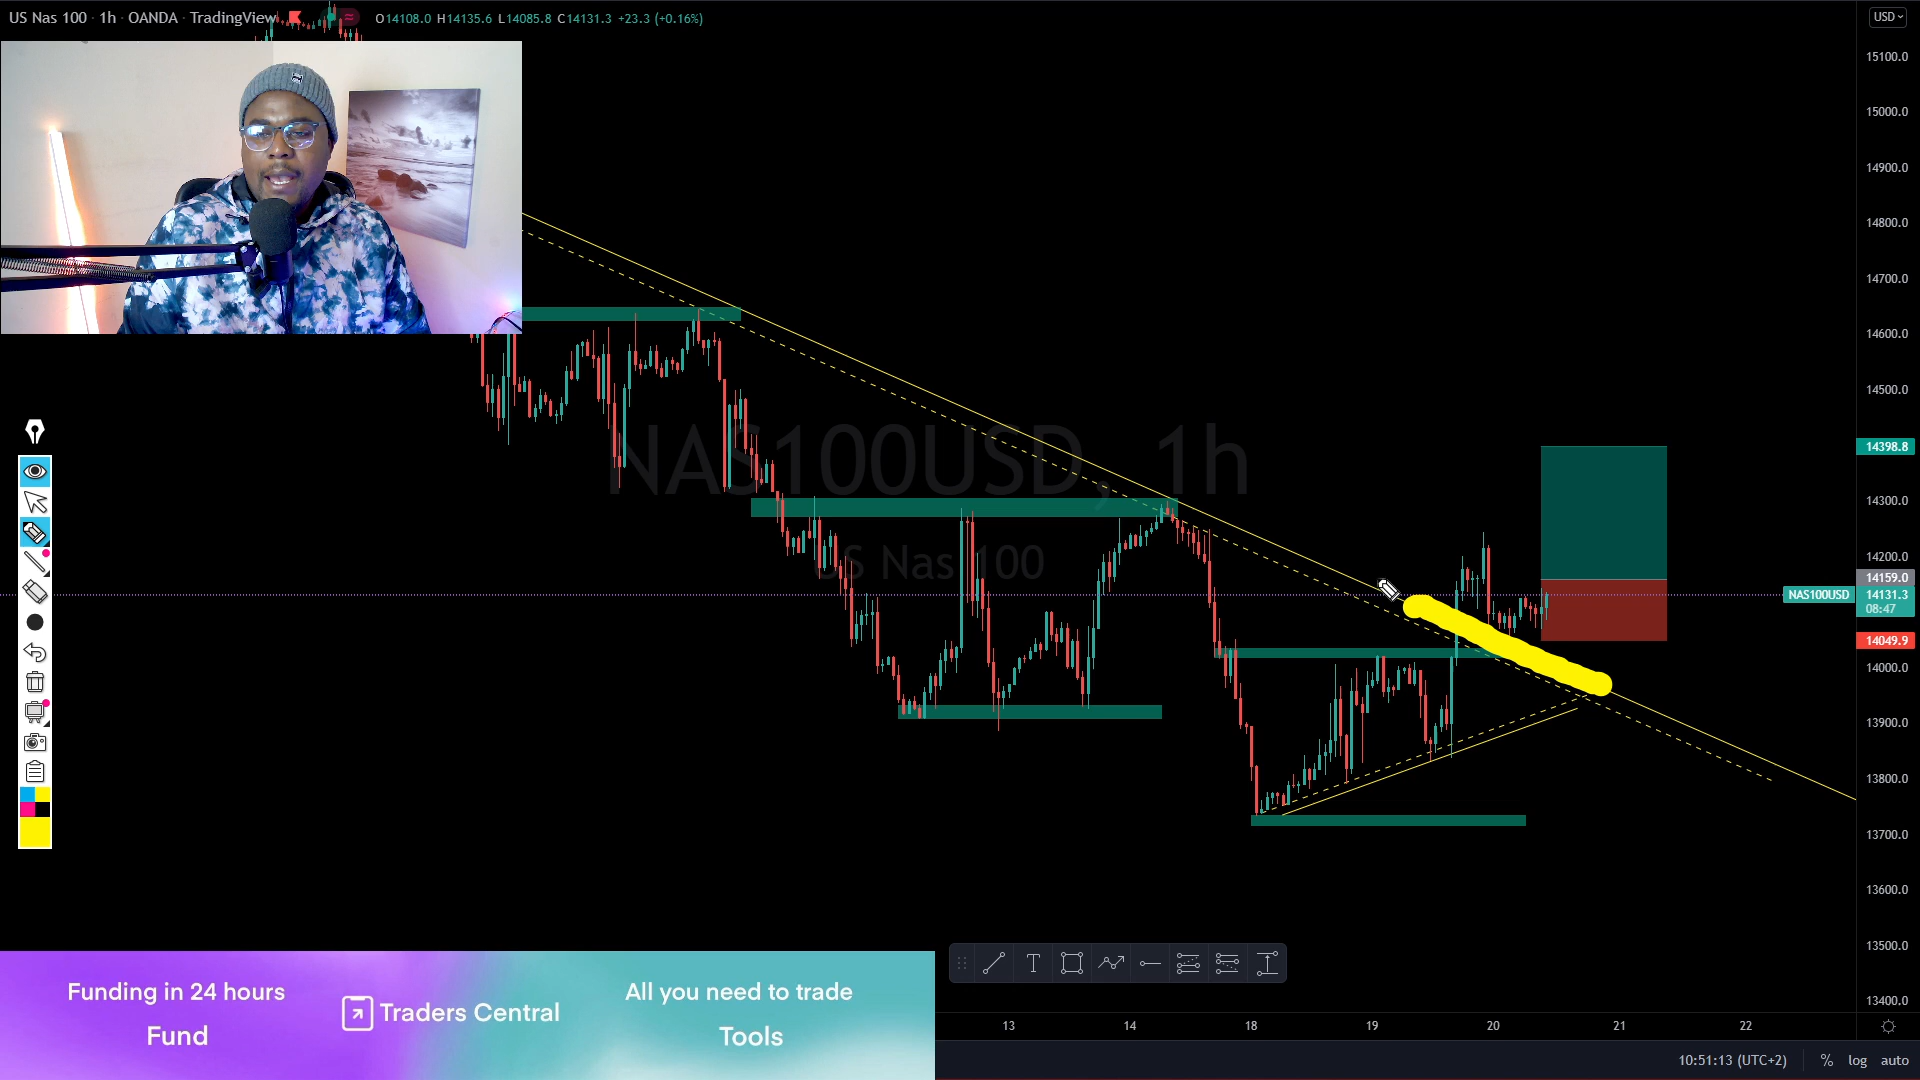 US Nas 100 · 1h · OANDA · TradingView
O14108.0 H14135.6 L14085.8 C14131.3 +23.3 (+0.16%)
USD
15100.0
15000.0
14900.0
14800.0
14700.0
14600.0
14500.0
14398.8
14300.0
14200.0
14159.0
NAS100USD 14131.3
08:47
14049.9
14000.0
13900.0
13800.0
13700.0
13600.0
13500.0
13400.0
NAS100USD, 1h
US Nas 100
Funding in 24 hours
Fund
Traders Central
All you need to trade
Tools
T
13 14 18 19 20 21 22
10:51:13 (UTC+2) % log auto